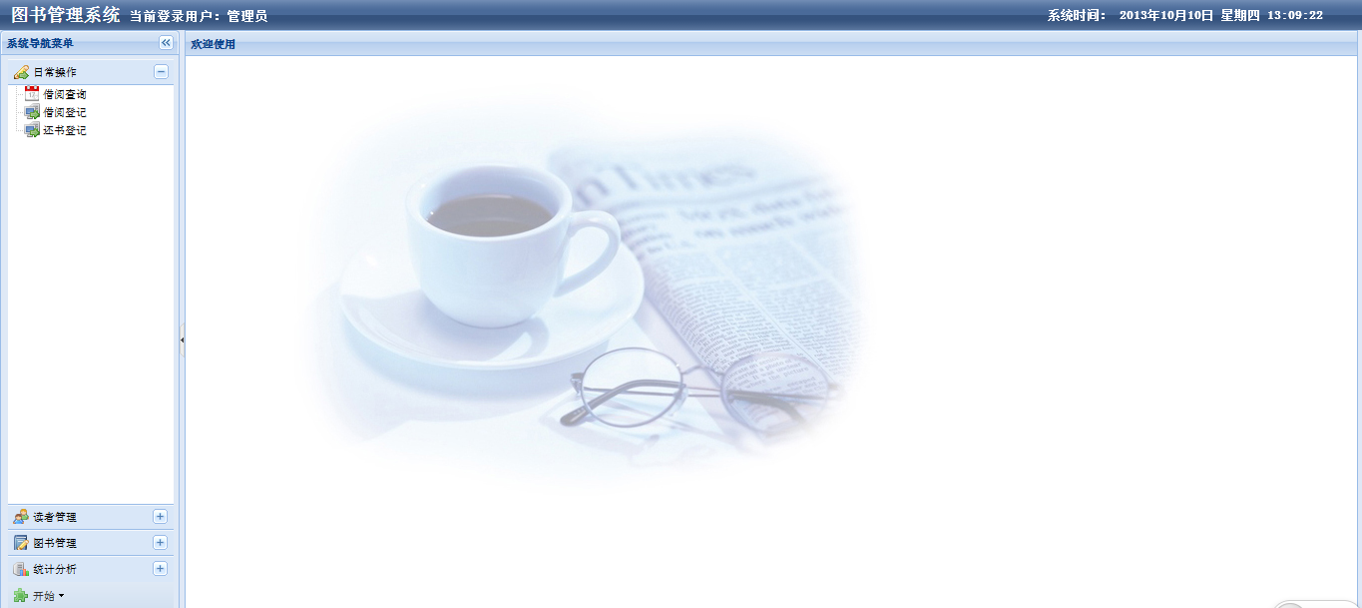 图书管理系统 当前登录用户：管理员
系统时间： 2013年10月10日 星期四 13:09:22
系统导航菜单
欢迎使用
日常操作
借阅查询
借阅登记
还书登记
n Times
读者管理
图书管理
统计分析
开始